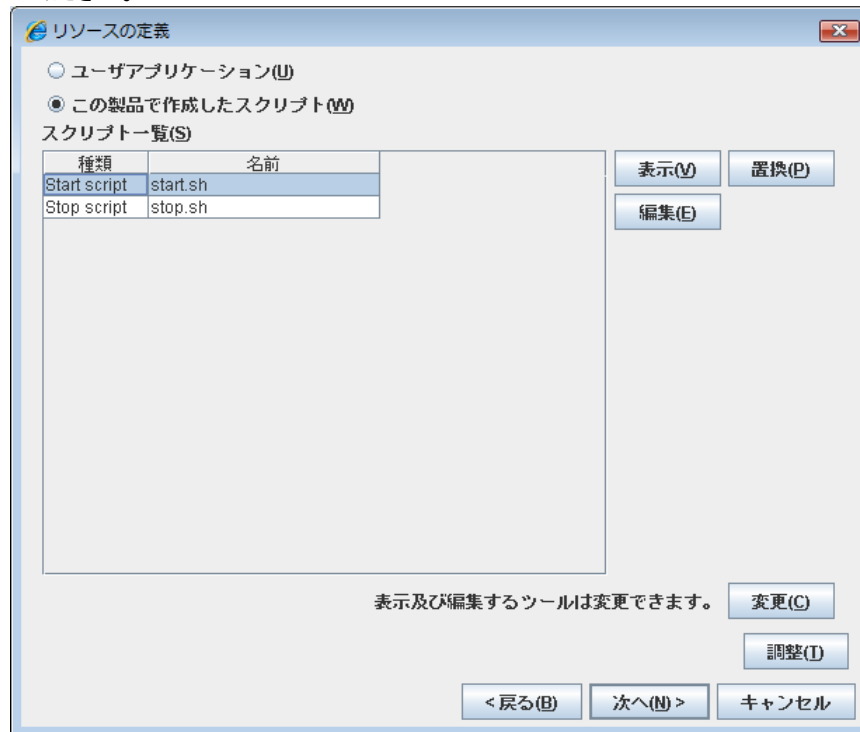 リソースの定義
ユーザアプリケーション(U)
この製品で作成したスクリプト(W)
スクリプト一覧(S)
種類 名前
Start script start.sh
Stop script stop.sh
表示(V) 置換(P)
編集(E)
表示及び編集するツールは変更できます。 変更(C)
調整(T)
<戻る(B) 次へ(N)> キャンセル